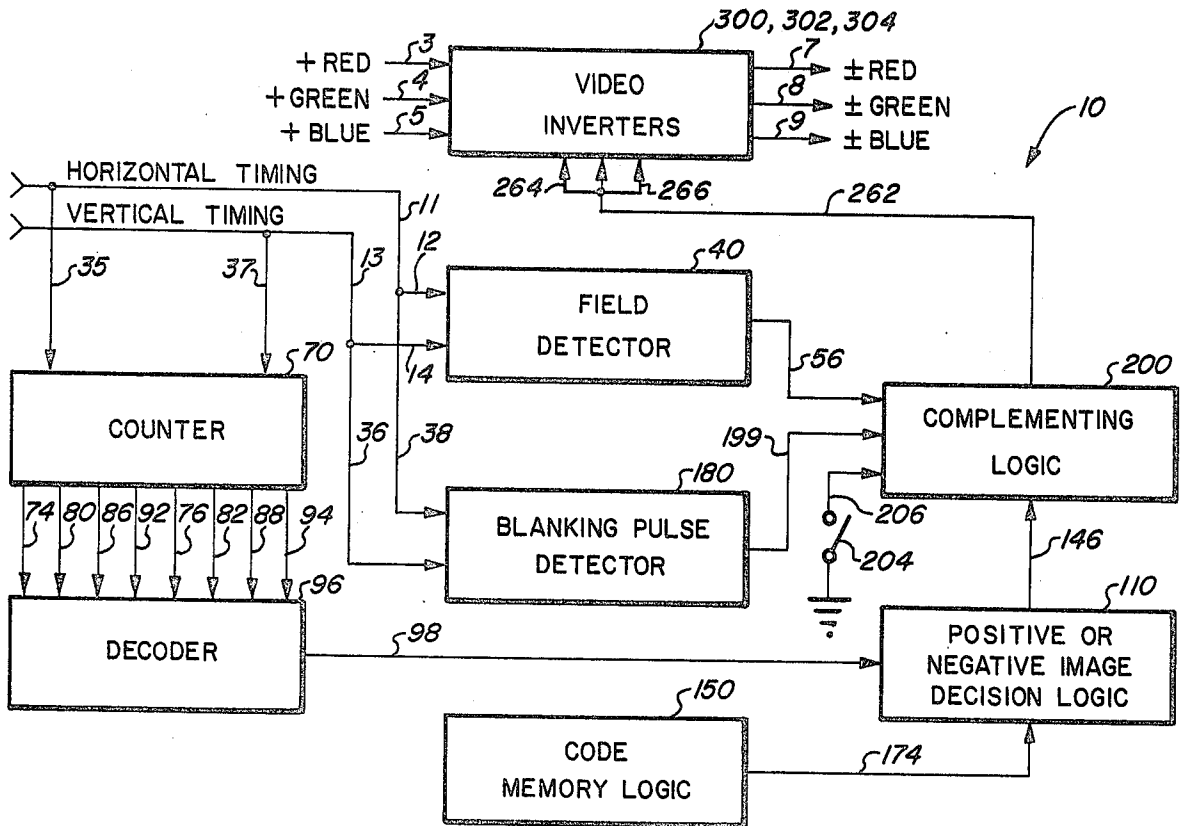 300, 302, 304
+ RED 3
+ GREEN 4
+ BLUE 5
VIDEO
INVERTERS
7 ± RED
8 ± GREEN
9 ± BLUE
10
HORIZONTAL TIMING
VERTICAL TIMING
264
266
262
11
12
13
14
35
37
40
FIELD
DETECTOR
56
70
COUNTER
36
38
199
200
COMPLEMENTING
LOGIC
74 80 86 92 76 82 88 94
180
BLANKING PULSE
DETECTOR
206
204
146
96
DECODER
98
110
POSITIVE OR
NEGATIVE IMAGE
DECISION LOGIC
150
CODE
MEMORY LOGIC
174